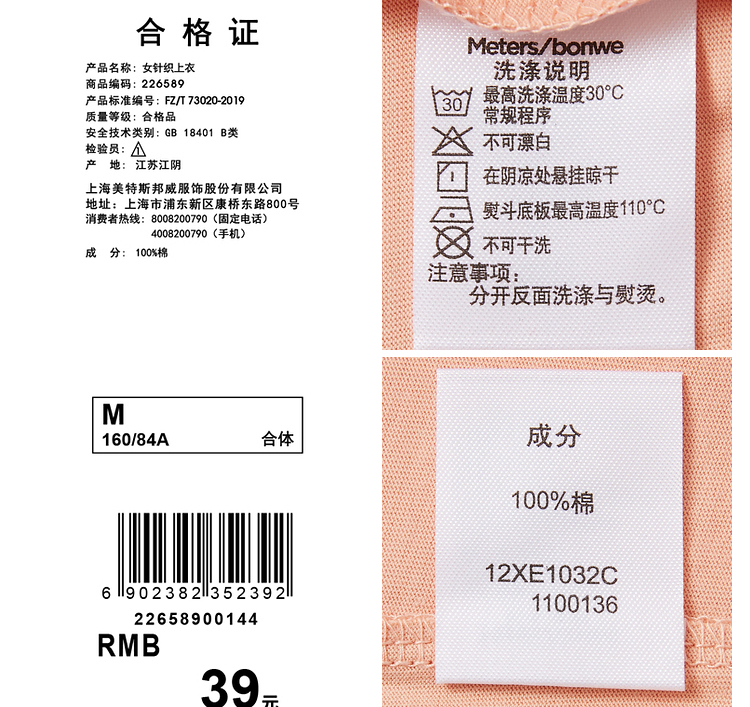 合格证
产品名称：女针织上衣
商品编码：226589
产品标准编号：FZ/T 73020-2019
质量等级：合格品
安全技术类别：GB 18401 B类
检验员：1
产 地：江苏江阴
上海美特斯邦威服饰股份有限公司
地址：上海市浦东新区康桥东路800号
消费者热线：8008200790（固定电话）
4008200790（手机）
成 分：100%棉
M
160/84A 合体
6 902382 352392
22658900144
RMB
39元
Meters/bonwe
洗涤说明
30 最高洗涤温度30°C
常规程序
不可漂白
在阴凉处悬挂晾干
熨斗底板最高温度110°C
不可干洗
注意事项：
分开反面洗涤与熨烫。
成分
100%棉
12XE1032C
1100136